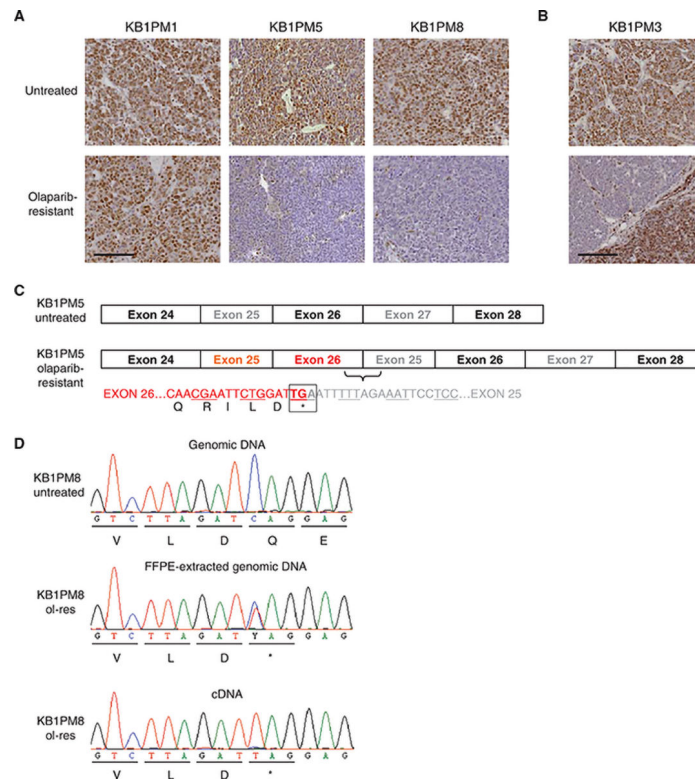 A
KB1PM1
KB1PM5
KB1PM8
B
KB1PM3
Untreated
Olaparib-
resistant
C
KB1PM5
untreated
Exon 24
Exon 25
Exon 26
Exon 27
Exon 28
KB1PM5
olaparib-
resistant
Exon 24
Exon 25
Exon 26
Exon 25
Exon 26
Exon 27
Exon 28
EXON 26...CAACGAATTCTGGATTGAATTTTTAGAAATTCCTCC...EXON 25
Q R I L D *
D
Genomic DNA
KB1PM8
untreated
G T C T T A G A T C A G G A G
V L D Q E
FFPE-extracted genomic DNA
KB1PM8
ol-res
G T C T T A G A T Y A G G A G
V L D *
cDNA
KB1PM8
ol-res
G T C T T A G A T T A G G A G
V L D *